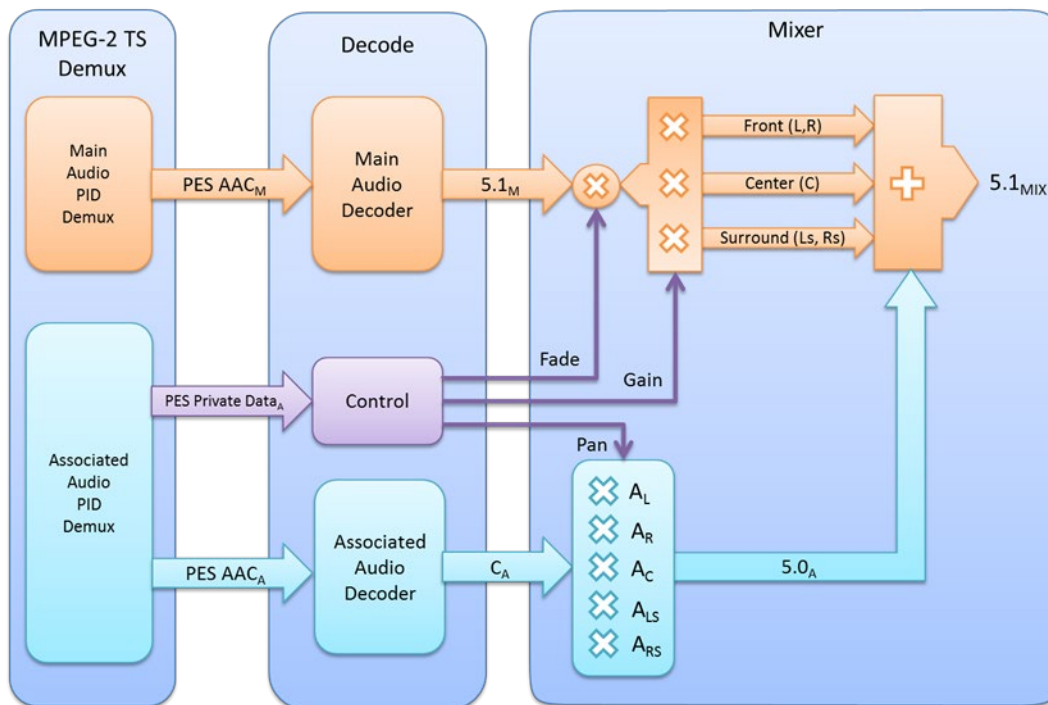 MPEG-2 TS
Demux
Decode
Mixer
Main
Audio
PID
Demux
PES AACM
Main
Audio
Decoder
5.1M
Front (L,R)
Center (C)
Surround (Ls, Rs)
5.1MIX
Fade
Gain
Pan
Associated
Audio
PID
Demux
PES Private DataA
Control
PES AACA
Associated
Audio
Decoder
CA
AL
AR
AC
ALS
ARS
5.0A